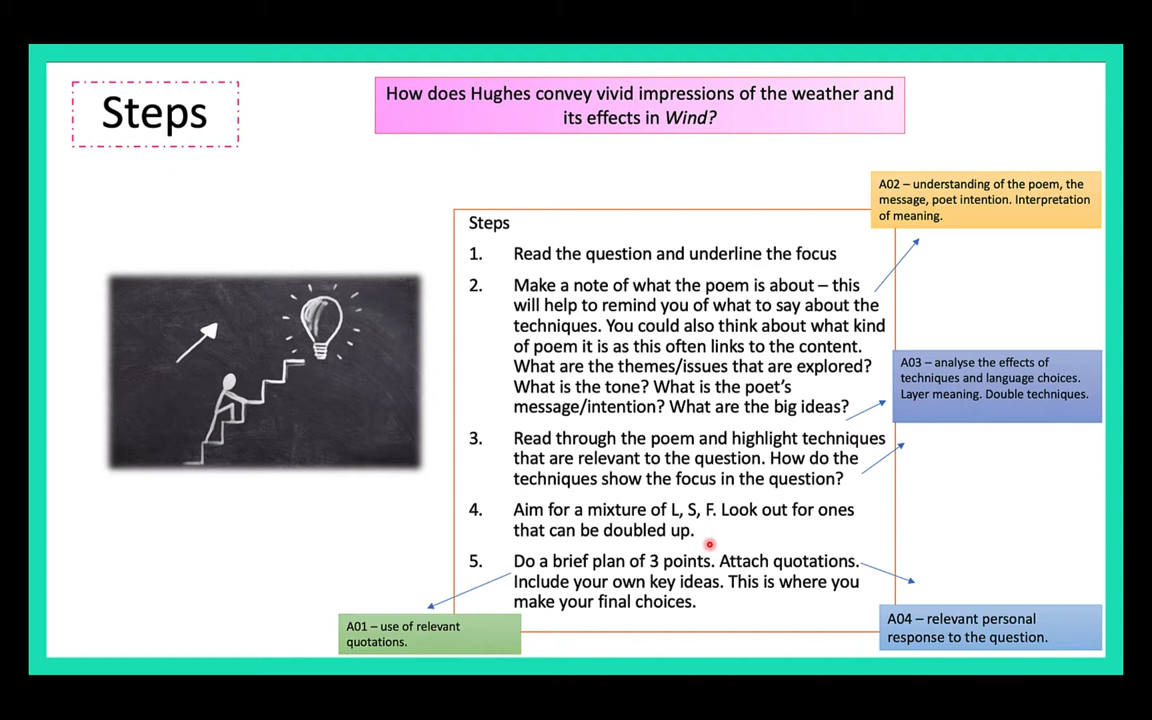 Steps
How does Hughes convey vivid impressions of the weather and
its effects in Wind?
A02 – understanding of the poem, the
message, poet intention. Interpretation
of meaning.
Steps
1. Read the question and underline the focus
2. Make a note of what the poem is about – this
will help to remind you of what to say about the
techniques. You could also think about what kind
of poem it is as this often links to the content.
What are the themes/issues that are explored?
What is the tone? What is the poet's
message/intention? What are the big ideas?
A03 – analyse the effects of
techniques and language choices.
Layer meaning. Double techniques.
3. Read through the poem and highlight techniques
that are relevant to the question. How do the
techniques show the focus in the question?
4. Aim for a mixture of L, S, F. Look out for ones
that can be doubled up.
5. Do a brief plan of 3 points. Attach quotations.
Include your own key ideas. This is where you
make your final choices.
A01 – use of relevant
quotations.
A04 – relevant personal
response to the question.